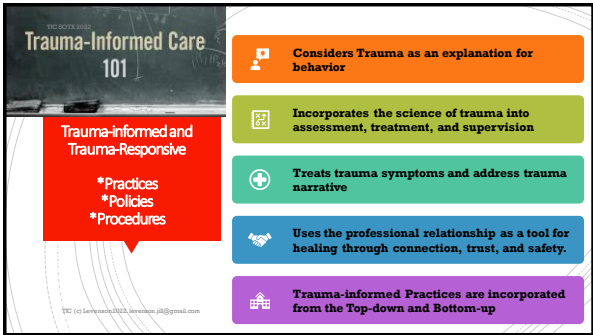 TIC SOTX 2022
Trauma-Informed Care
101
Trauma-informed and
Trauma-Responsive
*Practices
*Policies
*Procedures
TIC (c) Levenson2022. levenson.jill@gmail.com
Considers Trauma as an explanation for
behavior
Incorporates the science of trauma into
assessment, treatment, and supervision
Treats trauma symptoms and address trauma
narrative
Uses the professional relationship as a tool for
healing through connection, trust, and safety.
Trauma-informed Practices are incorporated
from the Top-down and Bottom-up